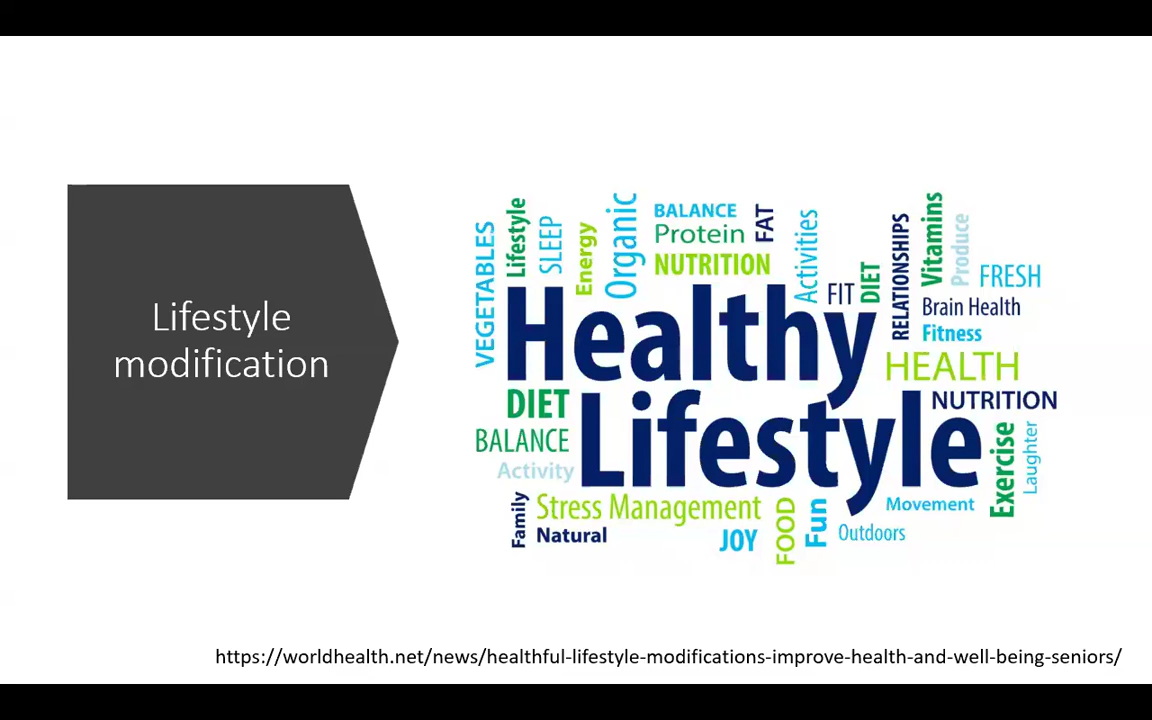 Lifestyle
modification
VEGETABLES
Lifestyle
SLEEP
Energy
Organic
BALANCE
Protein
NUTRITION
FAT
Activities
FIT
DIET
RELATIONSHIPS
Vitamins
Produce
FRESH
Brain Health
Fitness
Healthy
HEALTH
DIET
Lifestyle
NUTRITION
BALANCE
Activity
Exercise
Laughter
Family
Stress Management
Natural
JOY
FOOD
Fun
Movement
Outdoors
https://worldhealth.net/news/healthful-lifestyle-modifications-improve-health-and-well-being-seniors/